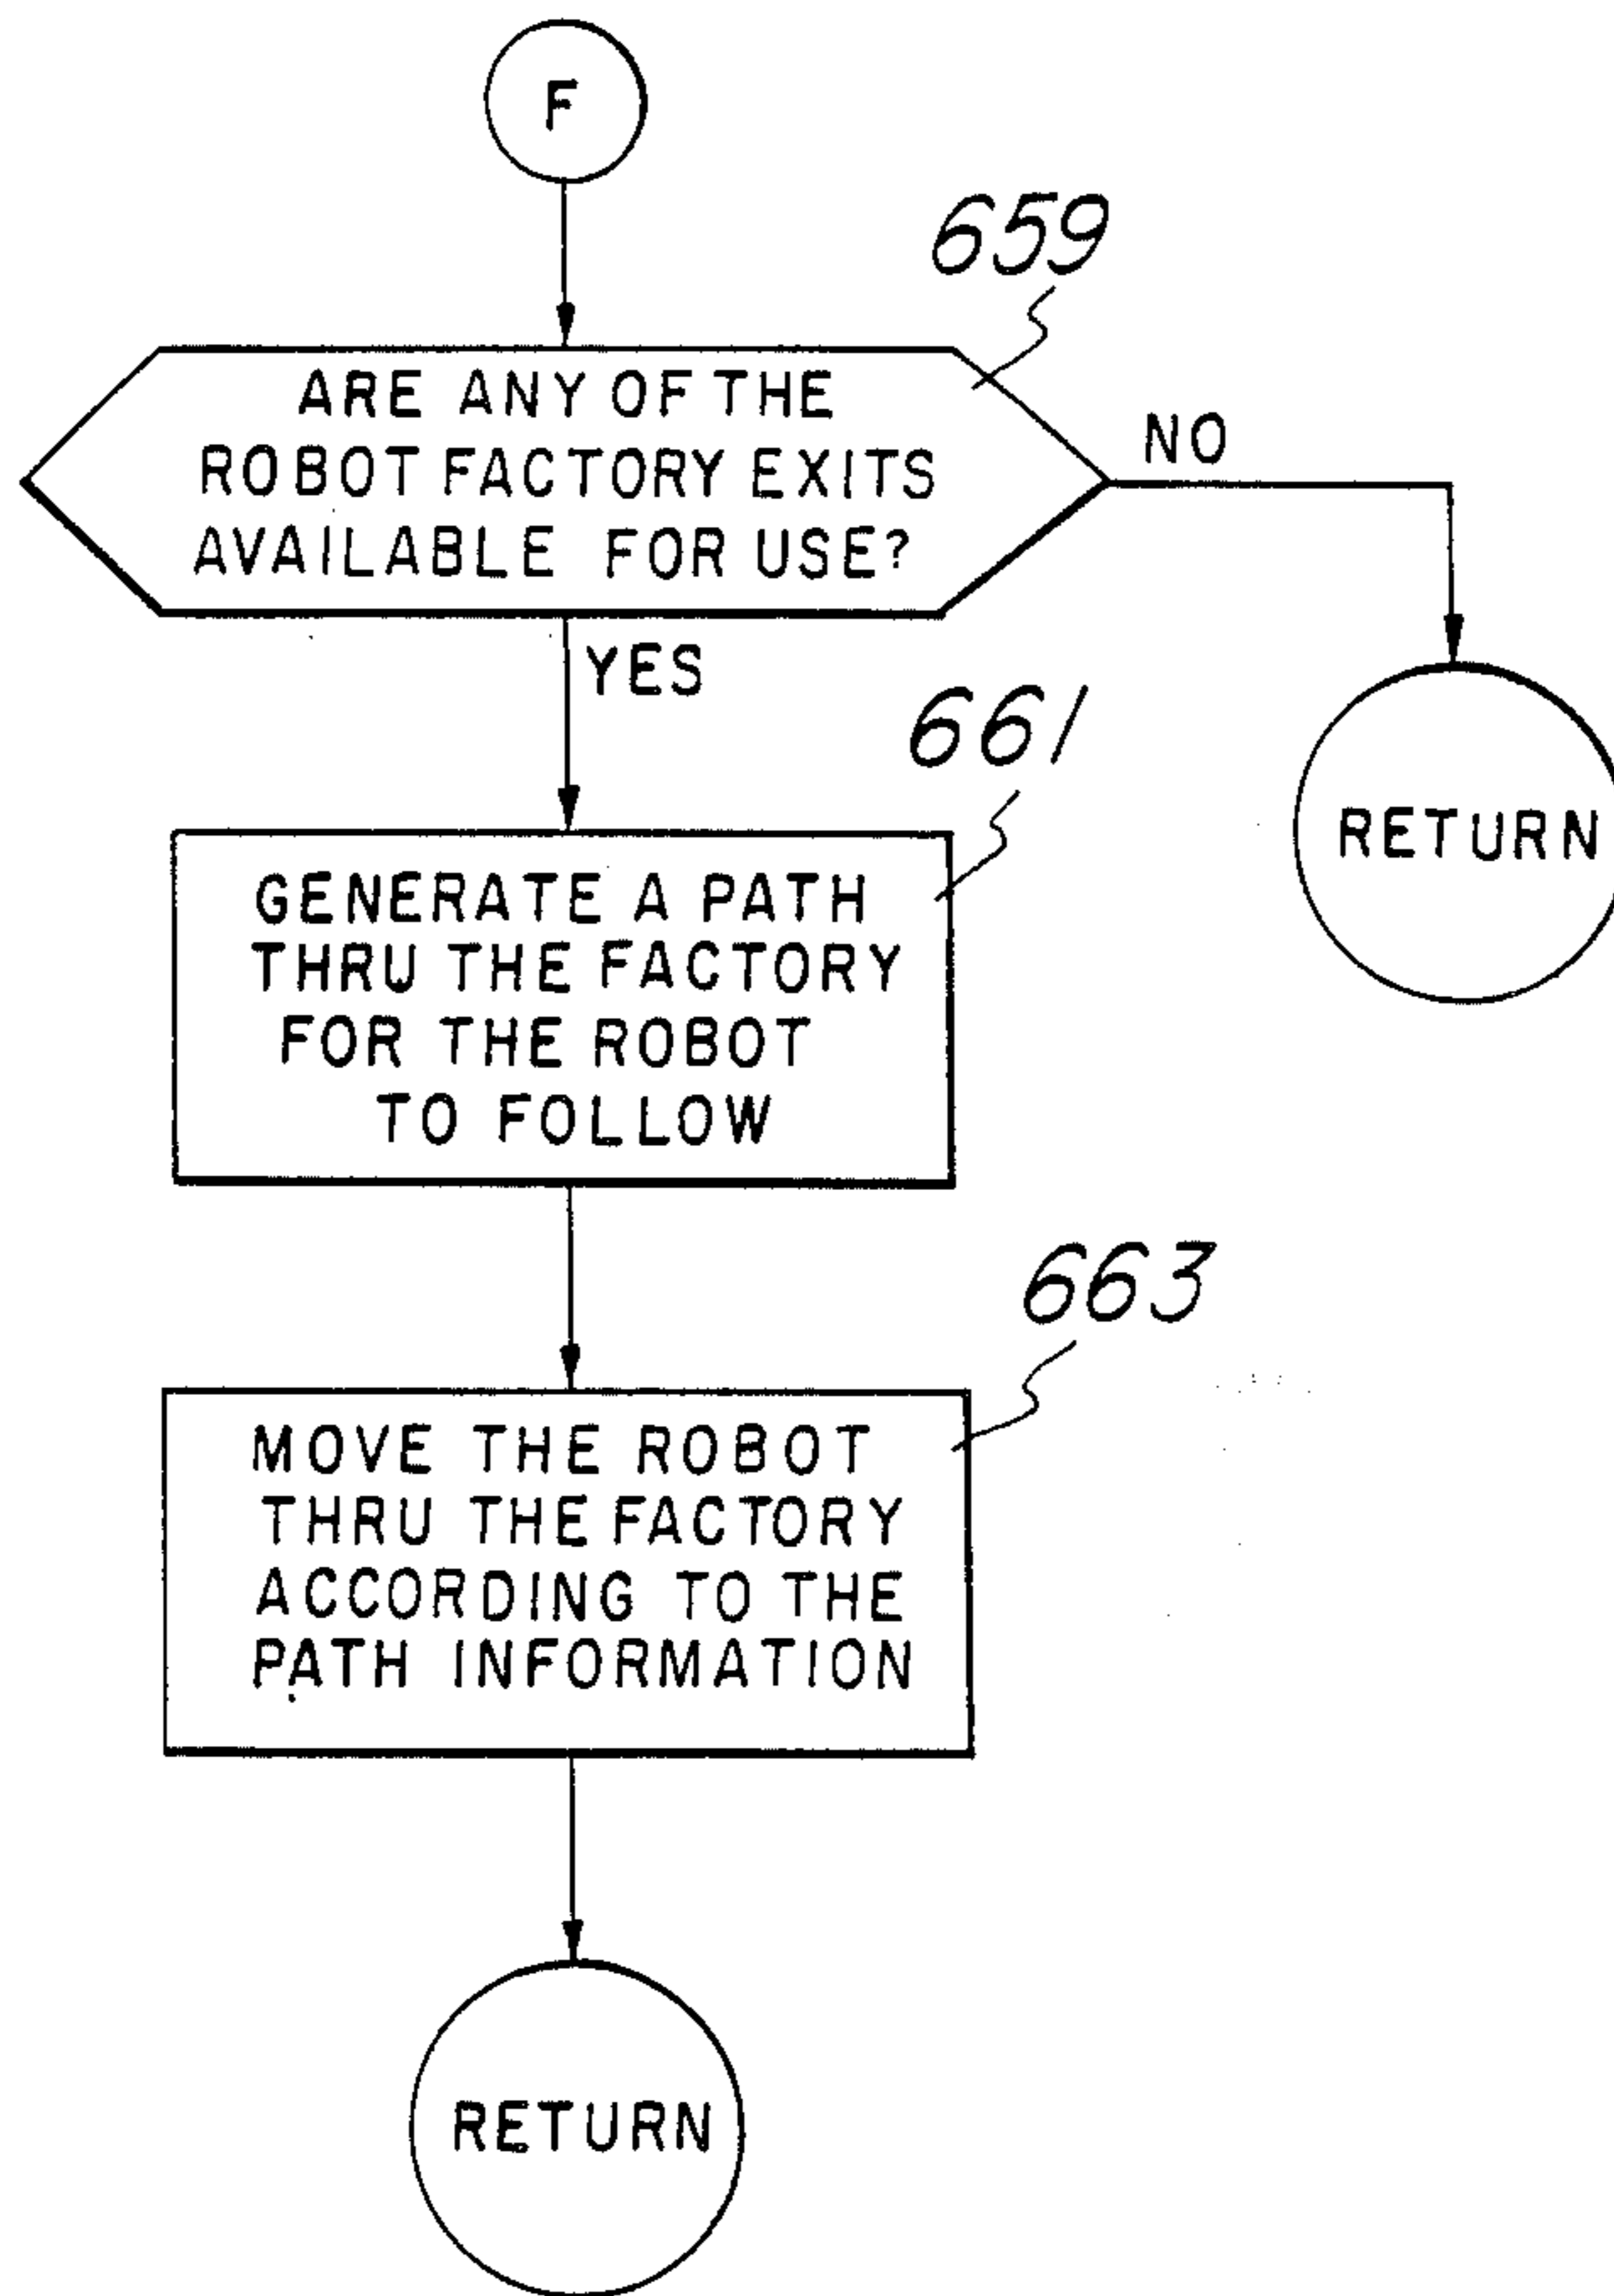 F
659
ARE ANY OF THE
ROBOT FACTORY EXITS
AVAILABLE FOR USE?
NO
YES
661
RETURN
GENERATE A PATH
THRU THE FACTORY
FOR THE ROBOT
TO FOLLOW
663
MOVE THE ROBOT
THRU THE FACTORY
ACCORDING TO THE
PATH INFORMATION
RETURN